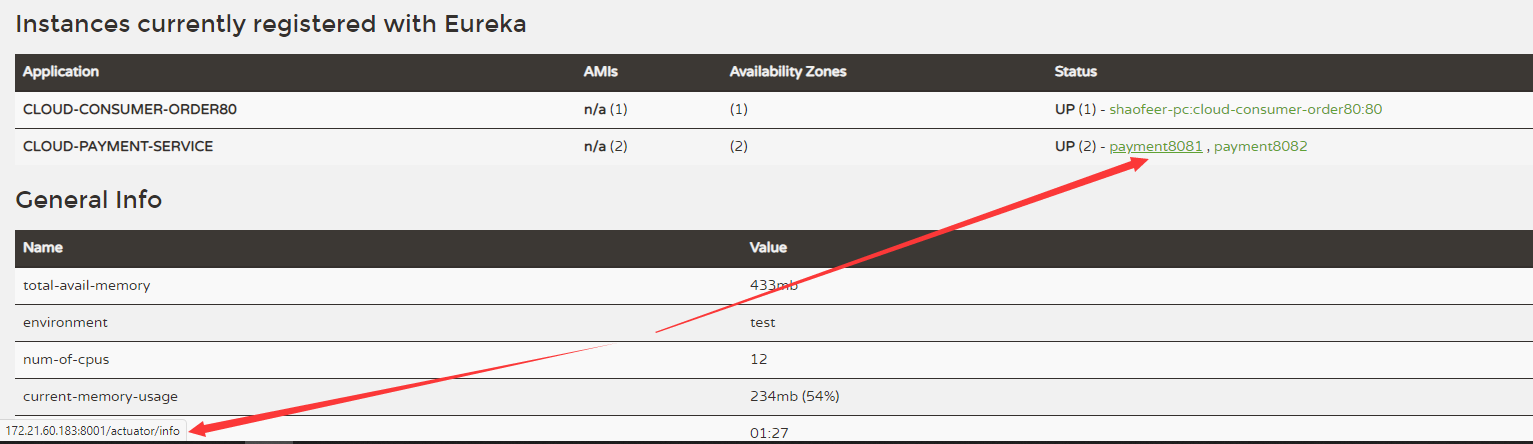 Instances currently registered with Eureka
Application AMIs Availability Zones Status
CLOUD-CONSUMER-ORDER80 n/a (1) (1) UP (1) - shaofeer-pc:cloud-consumer-order80:80
CLOUD-PAYMENT-SERVICE n/a (2) (2) UP (2) - payment8081 , payment8082
General Info
Name Value
total-avail-memory 433mb
environment test
num-of-cpus 12
current-memory-usage 234mb (54%)
172.21.60.183:8001/actuator/info 01:27